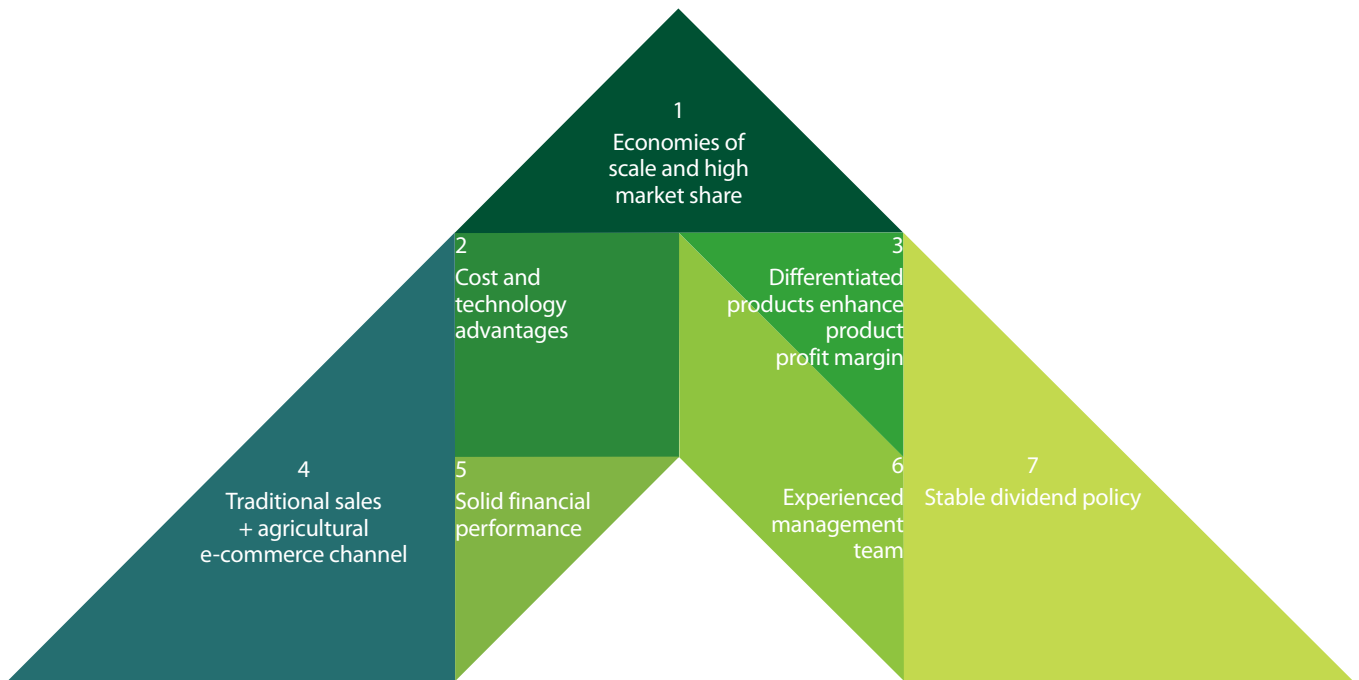 1
Economies of
scale and high
market share
2
Cost and
technology
advantages
3
Differentiated
products enhance
product
profit margin
4
Traditional sales
+ agricultural
e-commerce channel
5
Solid financial
performance
6
Experienced
management
team
7
Stable dividend policy